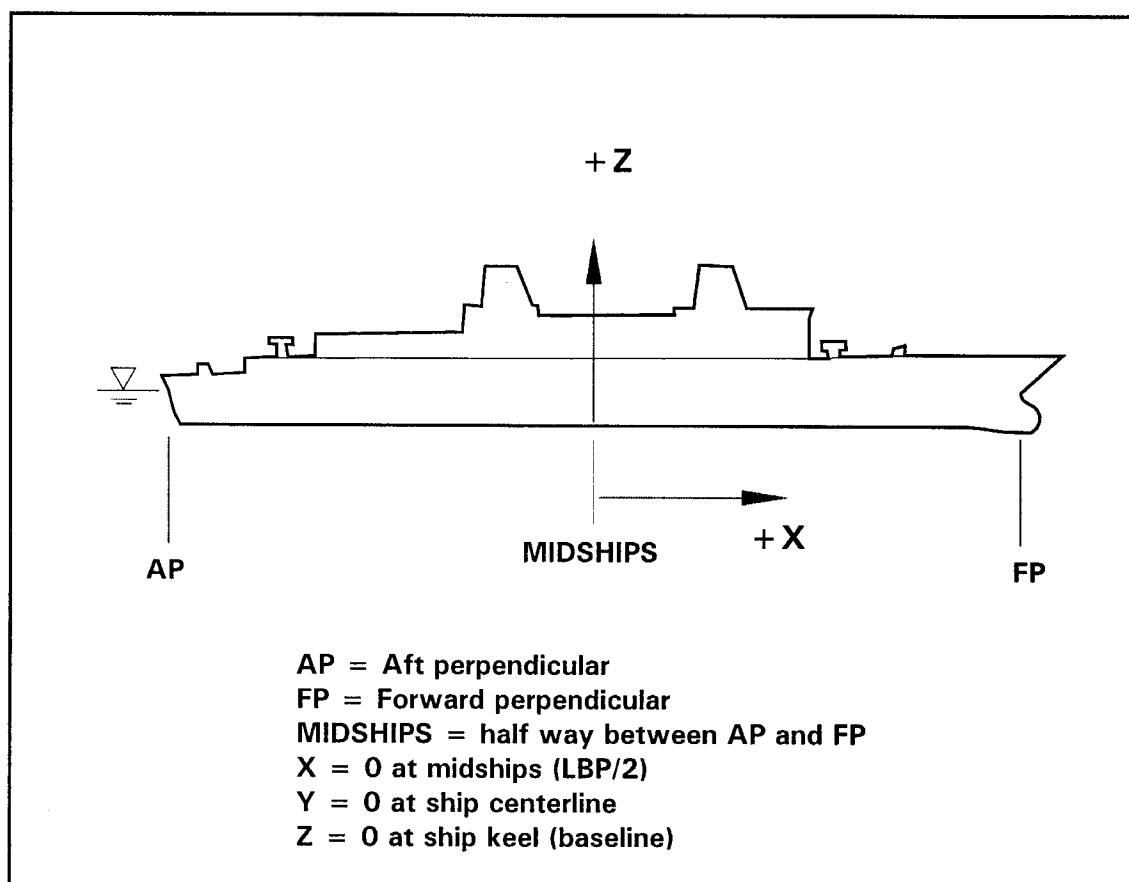 + Z
MIDSHIPS
+ X
AP
FP
AP = Aft perpendicular
FP = Forward perpendicular
MIDSHIPS = half way between AP and FP
X = 0 at midships (LBP/2)
Y = 0 at ship centerline
Z = 0 at ship keel (baseline)